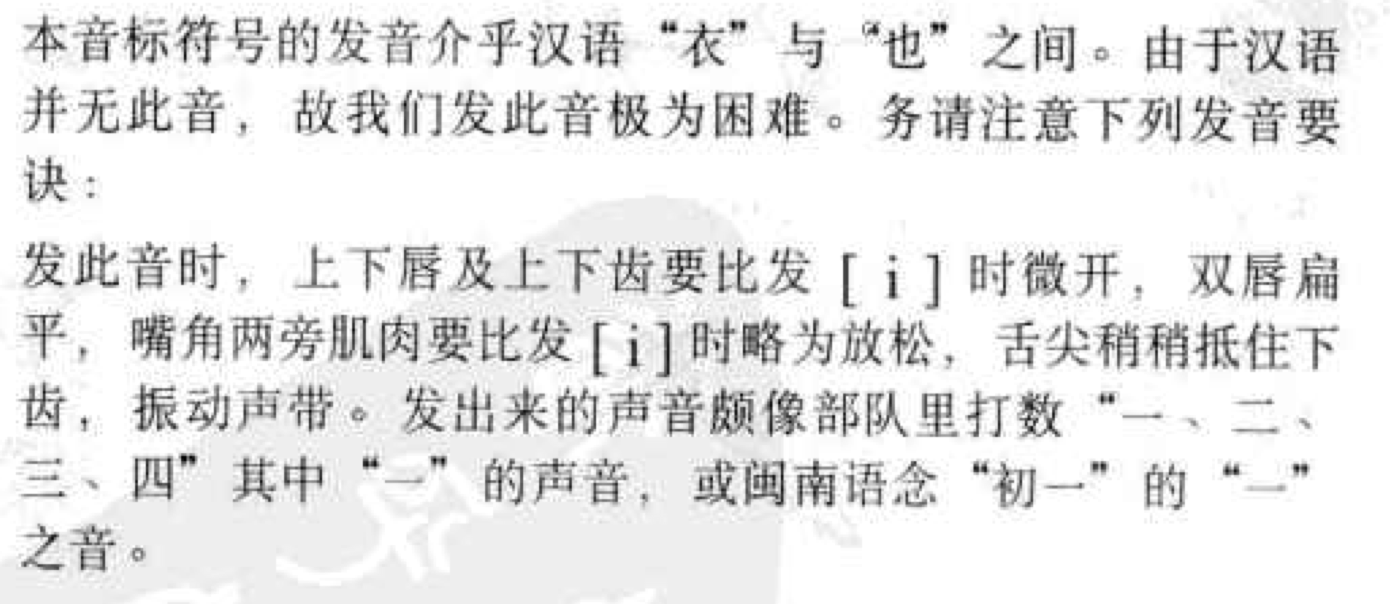 本音标符号的发音介乎汉语“衣”与“也”之间。由于汉语
并无此音，故我们发此音极为困难。务请注意下列发音要
诀：
发此音时，上下唇及上下齿要比发[ i ]时微开，双唇扁
平，嘴角两旁肌肉要比发[ i ]时略为放松，舌尖稍稍抵住下
齿，振动声带。发出来的声音颇像部队里打数“一、二、
三、四”其中“一”的声音，或闽南语念“初一”的“一”
之音。